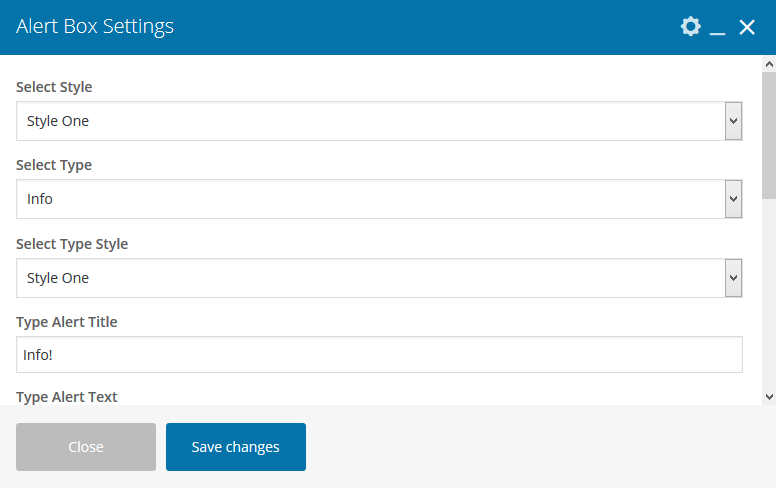 Alert Box Settings
Select Style
Style One
Select Type
Info
Select Type Style
Style One
Type Alert Title
Info!
Type Alert Text
Close
Save changes